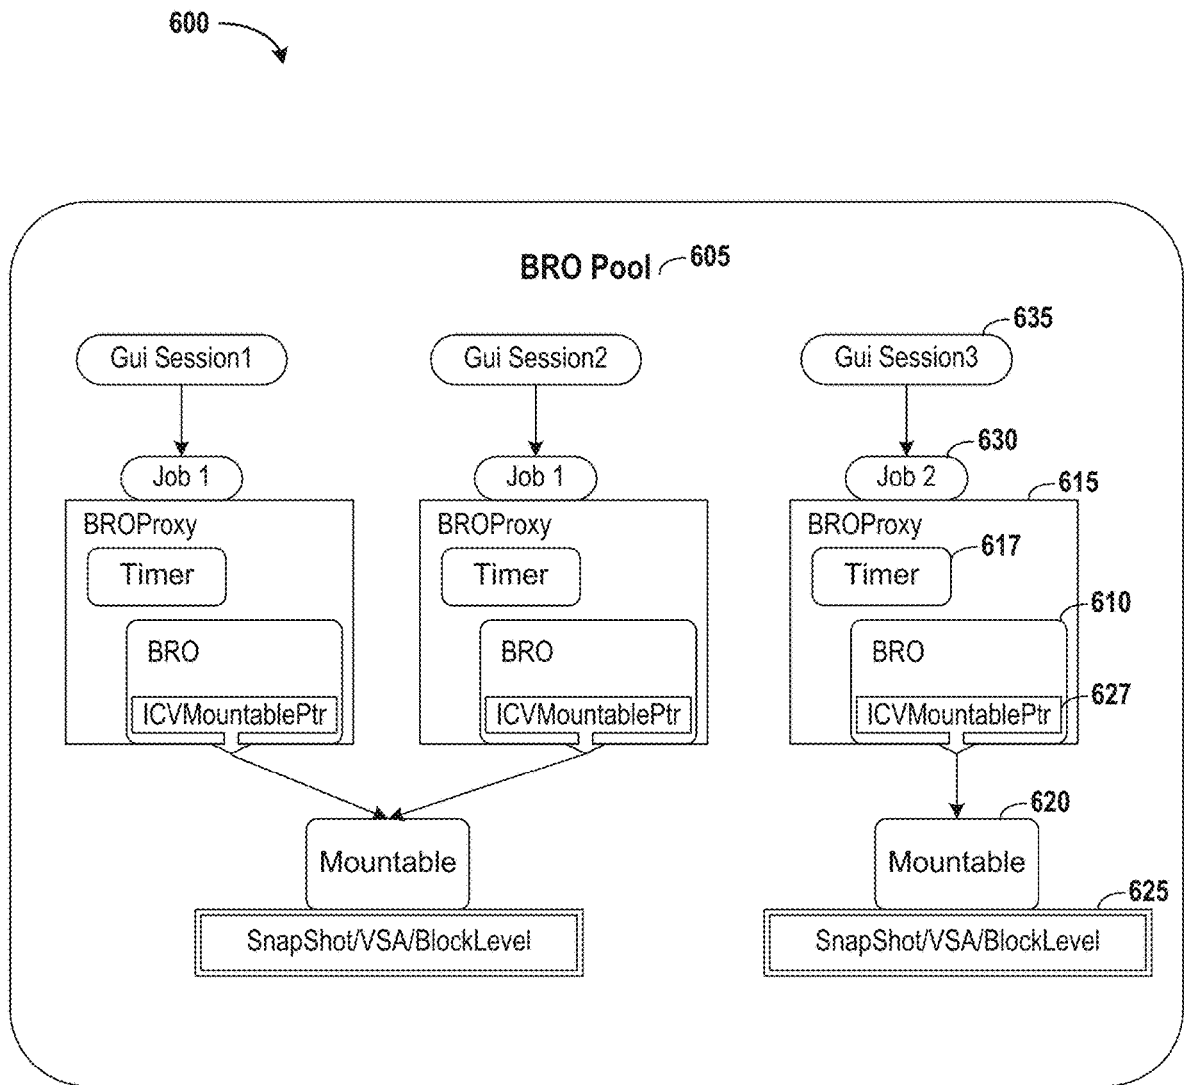 600
BRO Pool 605
635
Gui Session1 Gui Session2 Gui Session3
630
Job 1 Job 1 Job 2
615
BROProxy BROProxy BROProxy
617
Timer Timer Timer
610
BRO BRO BRO
627
ICVMountablePtr ICVMountablePtr ICVMountablePtr
620
Mountable Mountable
625
SnapShot/VSA/BlockLevel SnapShot/VSA/BlockLevel